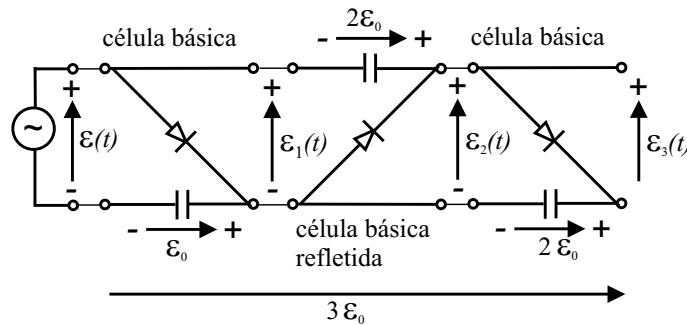 célula básica
- 2ε₀ +
célula básica
+
ε(t)
-
~
+
ε₁(t)
-
+
ε₂(t)
-
+
ε₃(t)
-
- ε₀ +
célula básica
refletida
- 2 ε₀ +
3 ε₀